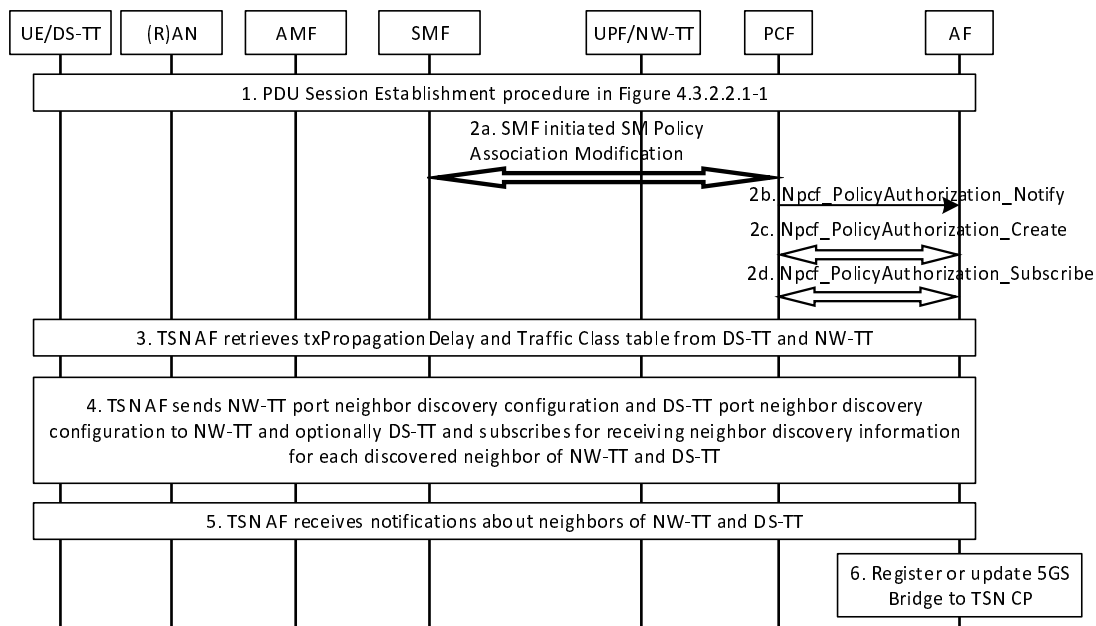 UE/DS-TT
(R)AN
AMF
SMF
UPF/NW-TT
PCF
AF
1. PDU Session Establishment procedure in Figure 4.3.2.2.1-1
2a. SMF initiated SM Policy
Association Modification
2b. Npcf_PolicyAuthorization_Notify
2c. Npcf_PolicyAuthorization_Create
2d. Npcf_PolicyAuthorization_Subscribe
3. TSN AF retrieves txPropagationDelay and Traffic Class table from DS-TT and NW-TT
4. TSN AF sends NW-TT port neighbor discovery configuration and DS-TT port neighbor discovery
configuration to NW-TT and optionally DS-TT and subscribes for receiving neighbor discovery information
for each discovered neighbor of NW-TT and DS-TT
5. TSN AF receives notifications about neighbors of NW-TT and DS-TT
6. Register or update 5GS
Bridge to TSN CP